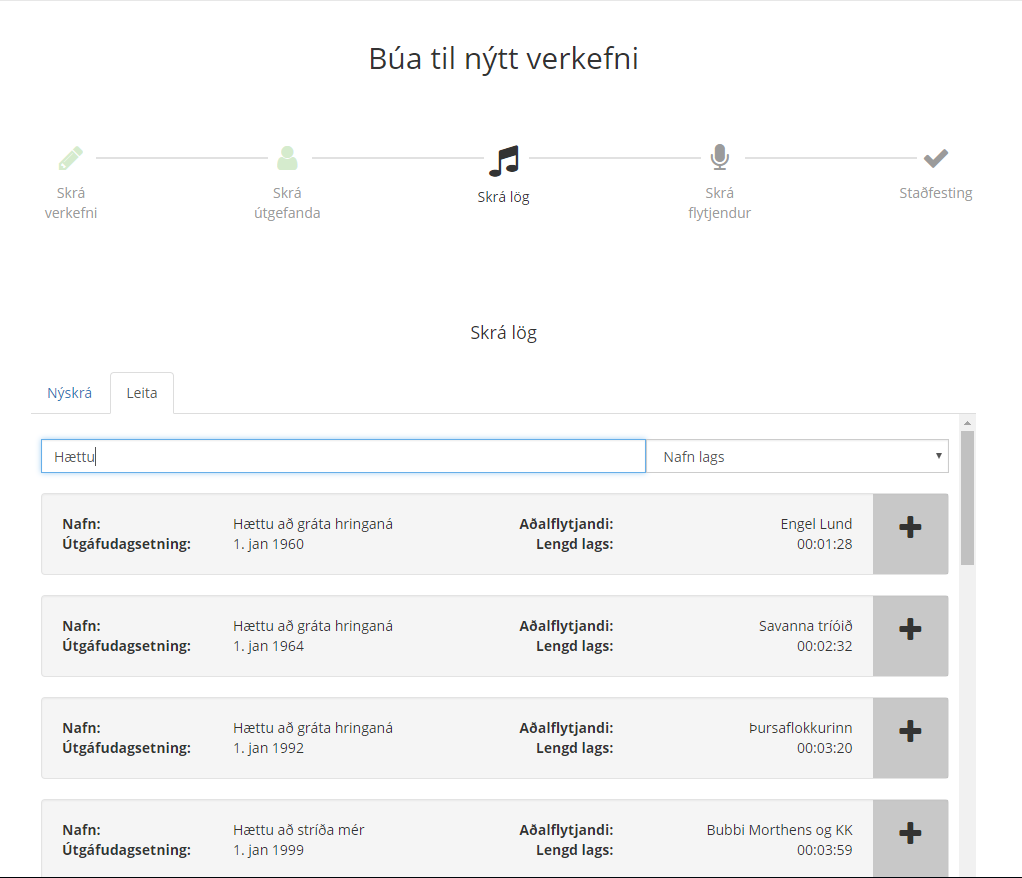 Búa til nýtt verkefni
Skrá verkefni
Skrá útgefanda
Skrá lög
Skrá flytjendur
Staðfesting
Skrá lög
Nýskrá Leita
Hættu Nafn lags
Nafn: Hættu að gráta hringaná Aðalflytjandi: Engel Lund
Útgáfudagsetning: 1. jan 1960 Lengd lags: 00:01:28
Nafn: Hættu að gráta hringaná Aðalflytjandi: Savanna tríóið
Útgáfudagsetning: 1. jan 1964 Lengd lags: 00:02:32
Nafn: Hættu að gráta hringaná Aðalflytjandi: Þursaflokkurinn
Útgáfudagsetning: 1. jan 1992 Lengd lags: 00:03:20
Nafn: Hættu að stríða mér Aðalflytjandi: Bubbi Morthens og KK
Útgáfudagsetning: 1. jan 1999 Lengd lags: 00:03:59